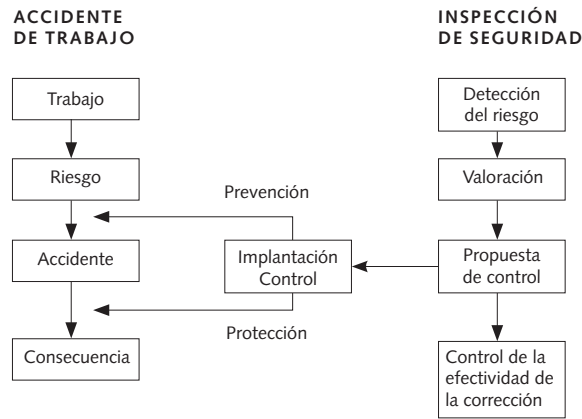 ACCIDENTE
DE TRABAJO
Trabajo
Riesgo
Accidente
Consecuencia
Prevención
Implantación
Control
Protección
INSPECCIÓN
DE SEGURIDAD
Detección
del riesgo
Valoración
Propuesta
de control
Control de la
efectividad de
la corrección